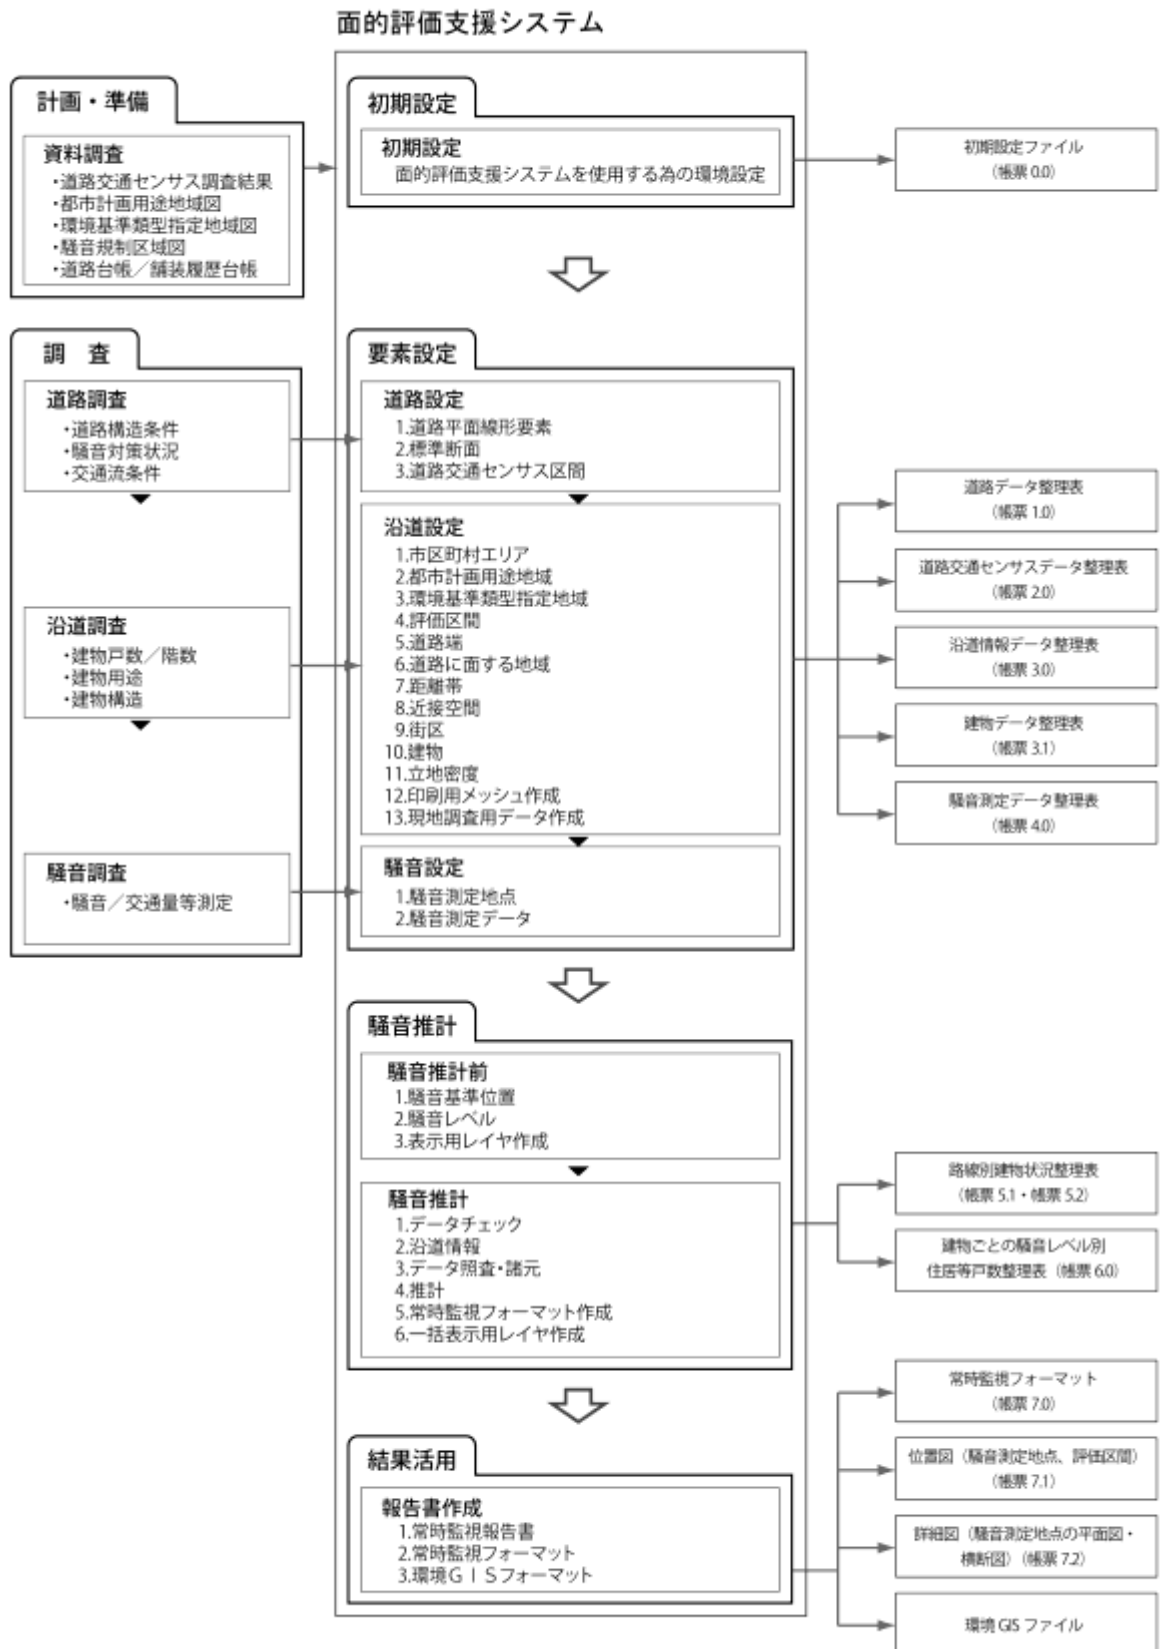 面的評価支援システム
計画・準備
資料調査
・道路交通センサス調査結果
・都市計画用途地域図
・環境基準類型指定地域図
・騒音規制区域図
・道路台帳／舗装履歴台帳
初期設定
初期設定
面的評価支援システムを使用する為の環境設定
初期設定ファイル
(帳票 0.0)
調　査
道路調査
・道路構造条件
・騒音対策状況
・交通流条件
沿道調査
・建物戸数／階数
・建物用途
・建物構造
騒音調査
・騒音／交通量等測定
要素設定
道路設定
1.道路平面線形要素
2.標準断面
3.道路交通センサス区間
沿道設定
1.市区町村エリア
2.都市計画用途地域
3.環境基準類型指定地域
4.評価区間
5.道路端
6.道路に面する地域
7.距離帯
8.近接空間
9.街区
10.建物
11.立地密度
12.印刷用メッシュ作成
13.現地調査用データ作成
騒音設定
1.騒音測定地点
2.騒音測定データ
道路データ整理表
(帳票 1.0)
道路交通センサスデータ整理表
(帳票 2.0)
沿道情報データ整理表
(帳票 3.0)
建物データ整理表
(帳票 3.1)
騒音測定データ整理表
(帳票 4.0)
騒音推計
騒音推計前
1.騒音基準位置
2.騒音レベル
3.表示用レイヤ作成
騒音推計
1.データチェック
2.沿道情報
3.データ照査・諸元
4.推計
5.常時監視フォーマット作成
6.一括表示用レイヤ作成
路線別建物状況整理表
(帳票 5.1・帳票 5.2)
建物ごとの騒音レベル別
住居等戸数整理表（帳票 6.0)
結果活用
報告書作成
1.常時監視報告書
2.常時監視フォーマット
3.環境ＧＩＳフォーマット
常時監視フォーマット
(帳票 7.0)
位置図（騒音測定地点、評価区間）
(帳票 7.1)
詳細図（騒音測定地点の平面図・
横断図）（帳票 7.2)
環境 GIS ファイル